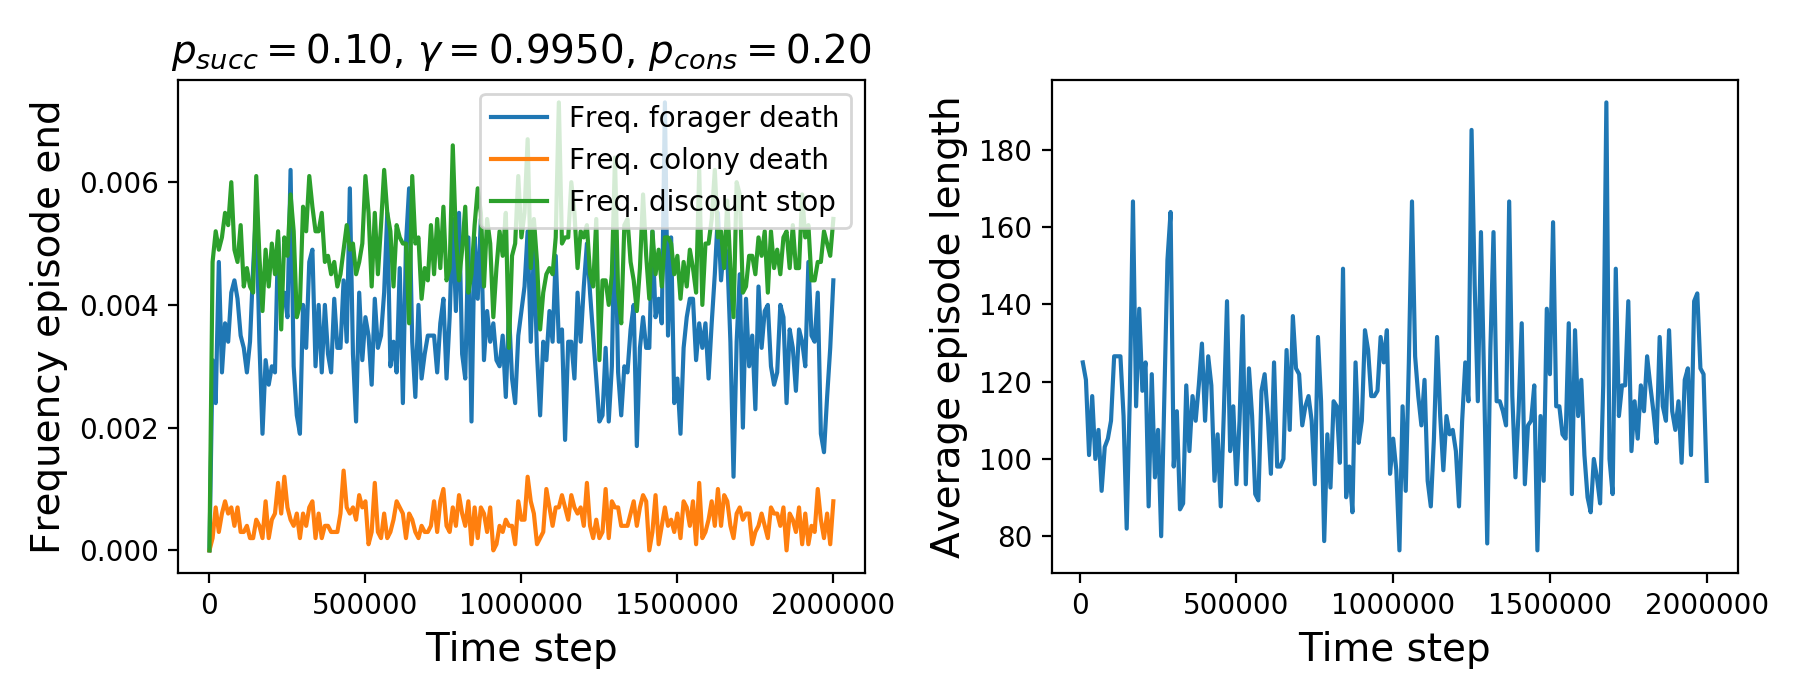 p_succ = 0.10, γ = 0.9950, p_cons = 0.20
Frequency episode end
0.006
0.004
0.002
0.000
Freq. forager death
Freq. colony death
Freq. discount stop
0 500000 1000000 1500000 2000000
Time step
Average episode length
180
160
140
120
100
80
0 500000 1000000 1500000 2000000
Time step